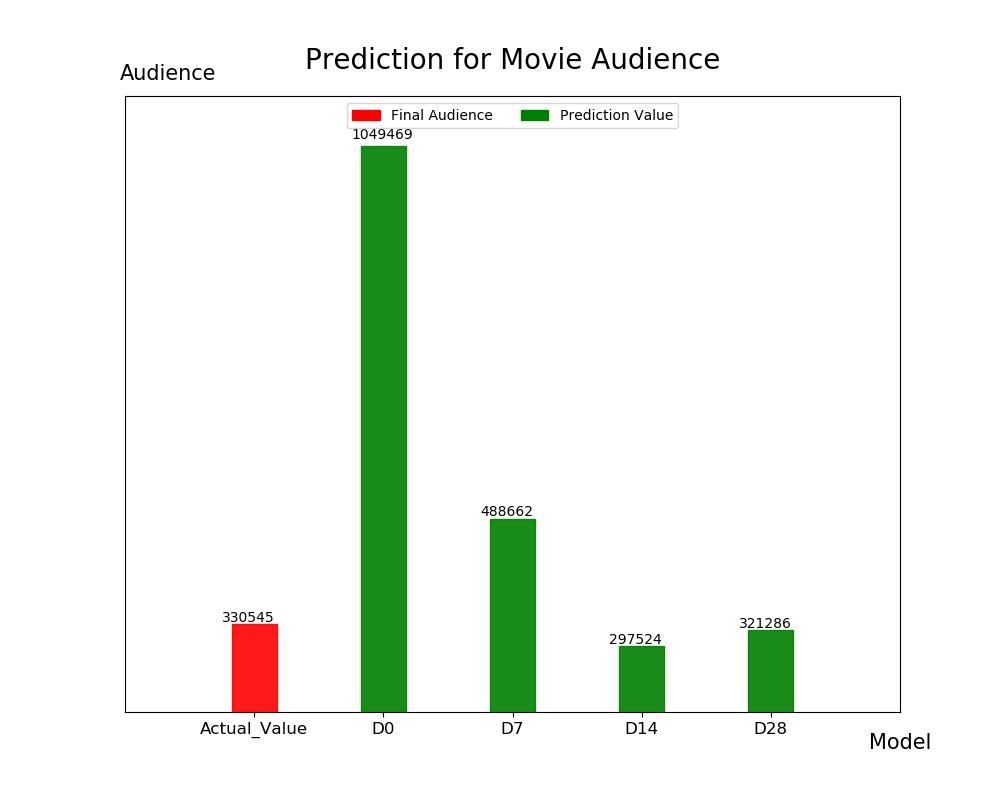 Prediction for Movie Audience
Audience
Final Audience
Prediction Value
1049469
488662
330545
297524
321286
Actual_Value
D0
D7
D14
D28
Model